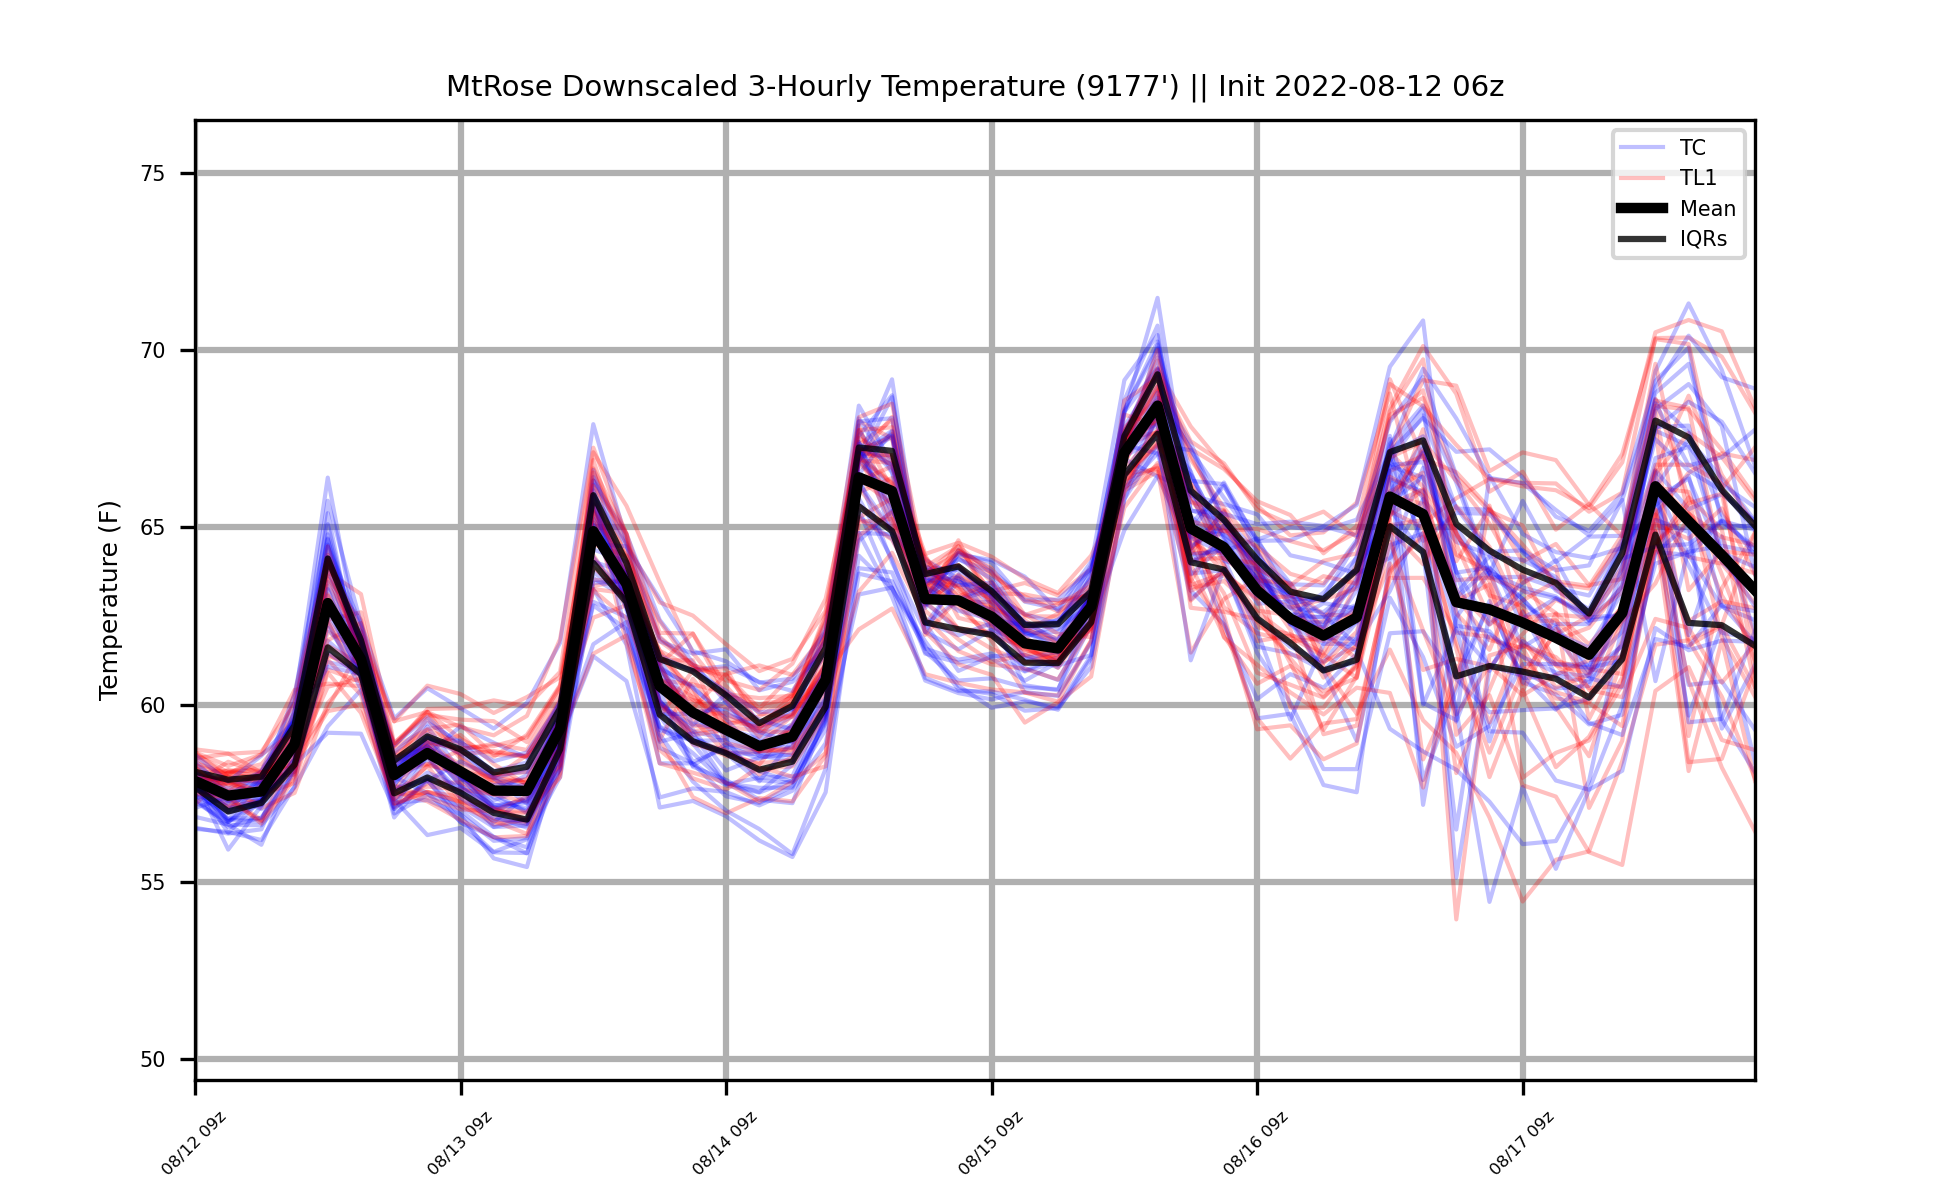 MtRose Downscaled 3-Hourly Temperature (9177') || Init 2022-08-12 06z
TC
TL1
Mean
IQRs
Temperature (F)
75
70
65
60
55
50
08/12 09z
08/13 09z
08/14 09z
08/15 09z
08/16 09z
08/17 09z